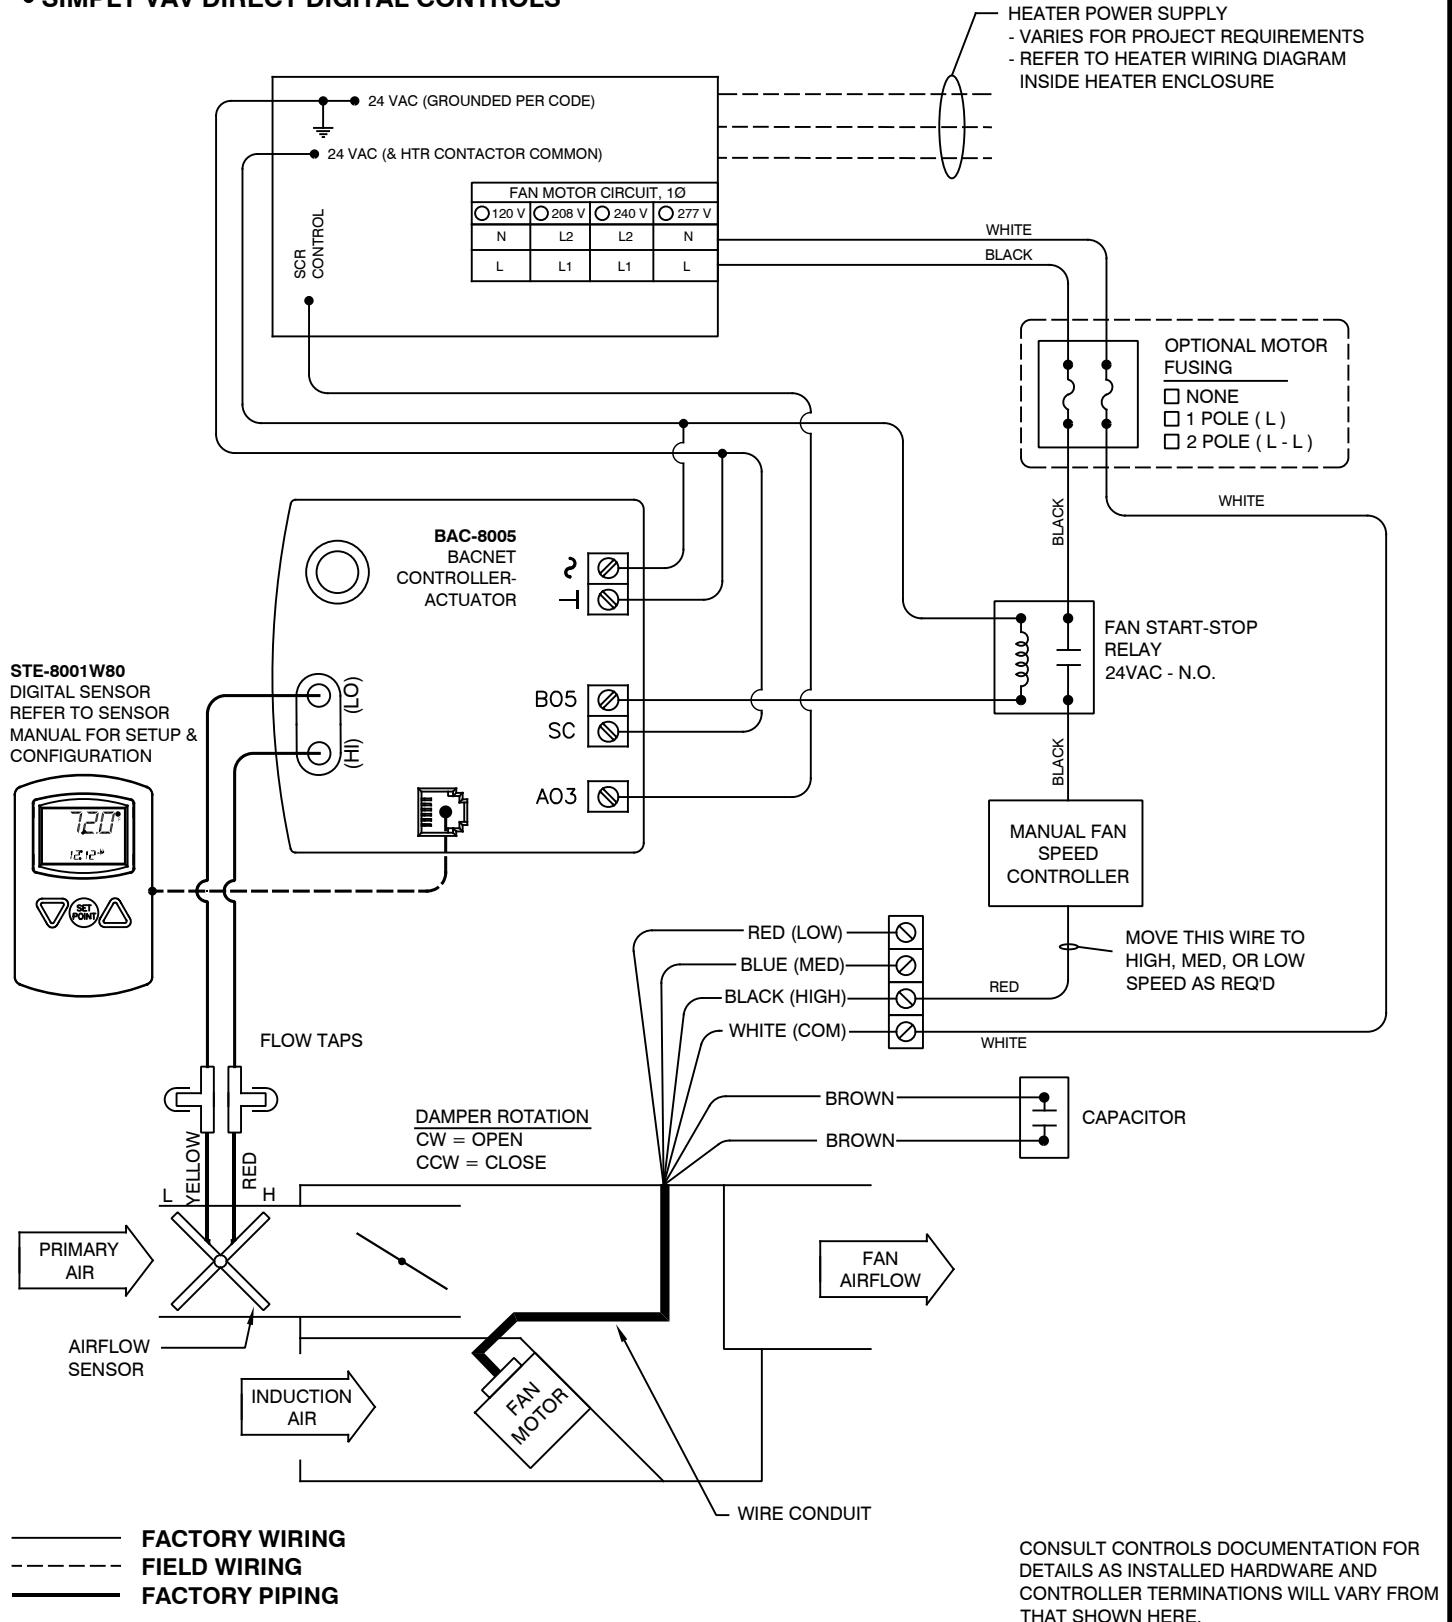 • SIMPLY VAV DIRECT DIGITAL CONTROLS
HEATER POWER SUPPLY
- VARIES FOR PROJECT REQUIREMENTS
- REFER TO HEATER WIRING DIAGRAM
INSIDE HEATER ENCLOSURE
24 VAC (GROUNDED PER CODE)
24 VAC (& HTR CONTACTOR COMMON)
SCR
CONTROL
FAN MOTOR CIRCUIT, 1Ø
120 V 208 V 240 V 277 V
N L2 L2 N
L L1 L1 L
WHITE
BLACK
OPTIONAL MOTOR
FUSING
NONE
1 POLE ( L )
2 POLE ( L - L )
BLACK
WHITE
BAC-8005
BACNET
CONTROLLER-
ACTUATOR
(LO)
(HI)
BO5
SC
AO3
FAN START-STOP
RELAY
24VAC - N.O.
BLACK
STE-8001W80
DIGITAL SENSOR
REFER TO SENSOR
MANUAL FOR SETUP &
CONFIGURATION
72.0°
12:12
SET
POINT
MANUAL FAN
SPEED
CONTROLLER
MOVE THIS WIRE TO
HIGH, MED, OR LOW
SPEED AS REQ'D
RED (LOW)
BLUE (MED)
BLACK (HIGH)
WHITE (COM)
RED
WHITE
FLOW TAPS
BROWN
BROWN
CAPACITOR
DAMPER ROTATION
CW = OPEN
CCW = CLOSE
YELLOW
RED
L H
PRIMARY
AIR
FAN
AIRFLOW
AIRFLOW
SENSOR
INDUCTION
AIR
FAN
MOTOR
WIRE CONDUIT
FACTORY WIRING
FIELD WIRING
FACTORY PIPING
CONSULT CONTROLS DOCUMENTATION FOR
DETAILS AS INSTALLED HARDWARE AND
CONTROLLER TERMINATIONS WILL VARY FROM
THAT SHOWN HERE.